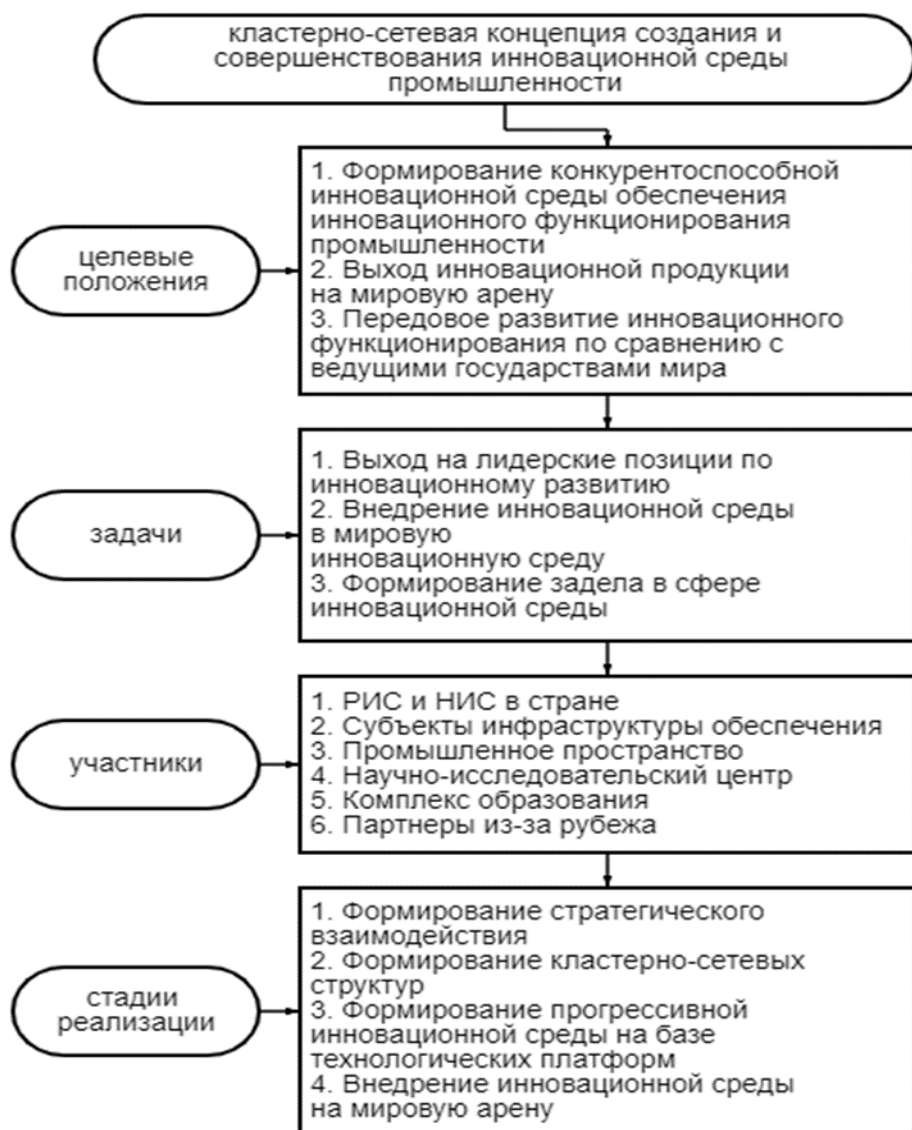 кластерно-сетевая концепция создания и
совершенствования инновационной среды
промышленности
целевые
положения
1. Формирование конкурентоспособной
инновационной среды обеспечения
инновационного функционирования
промышленности
2. Выход инновационной продукции
на мировую арену
3. Передовое развитие инновационного
функционирования по сравнению с
ведущими государствами мира
задачи
1. Выход на лидерские позиции по
инновационному развитию
2. Внедрение инновационной среды
в мировую
инновационную среду
3. Формирование задела в сфере
инновационной среды
участники
1. РИС и НИС в стране
2. Субъекты инфраструктуры обеспечения
3. Промышленное пространство
4. Научно-исследовательский центр
5. Комплекс образования
6. Партнеры из-за рубежа
стадии
реализации
1. Формирование стратегического
взаимодействия
2. Формирование кластерно-сетевых
структур
3. Формирование прогрессивной
инновационной среды на базе
технологических платформ
4. Внедрение инновационной среды
на мировую арену